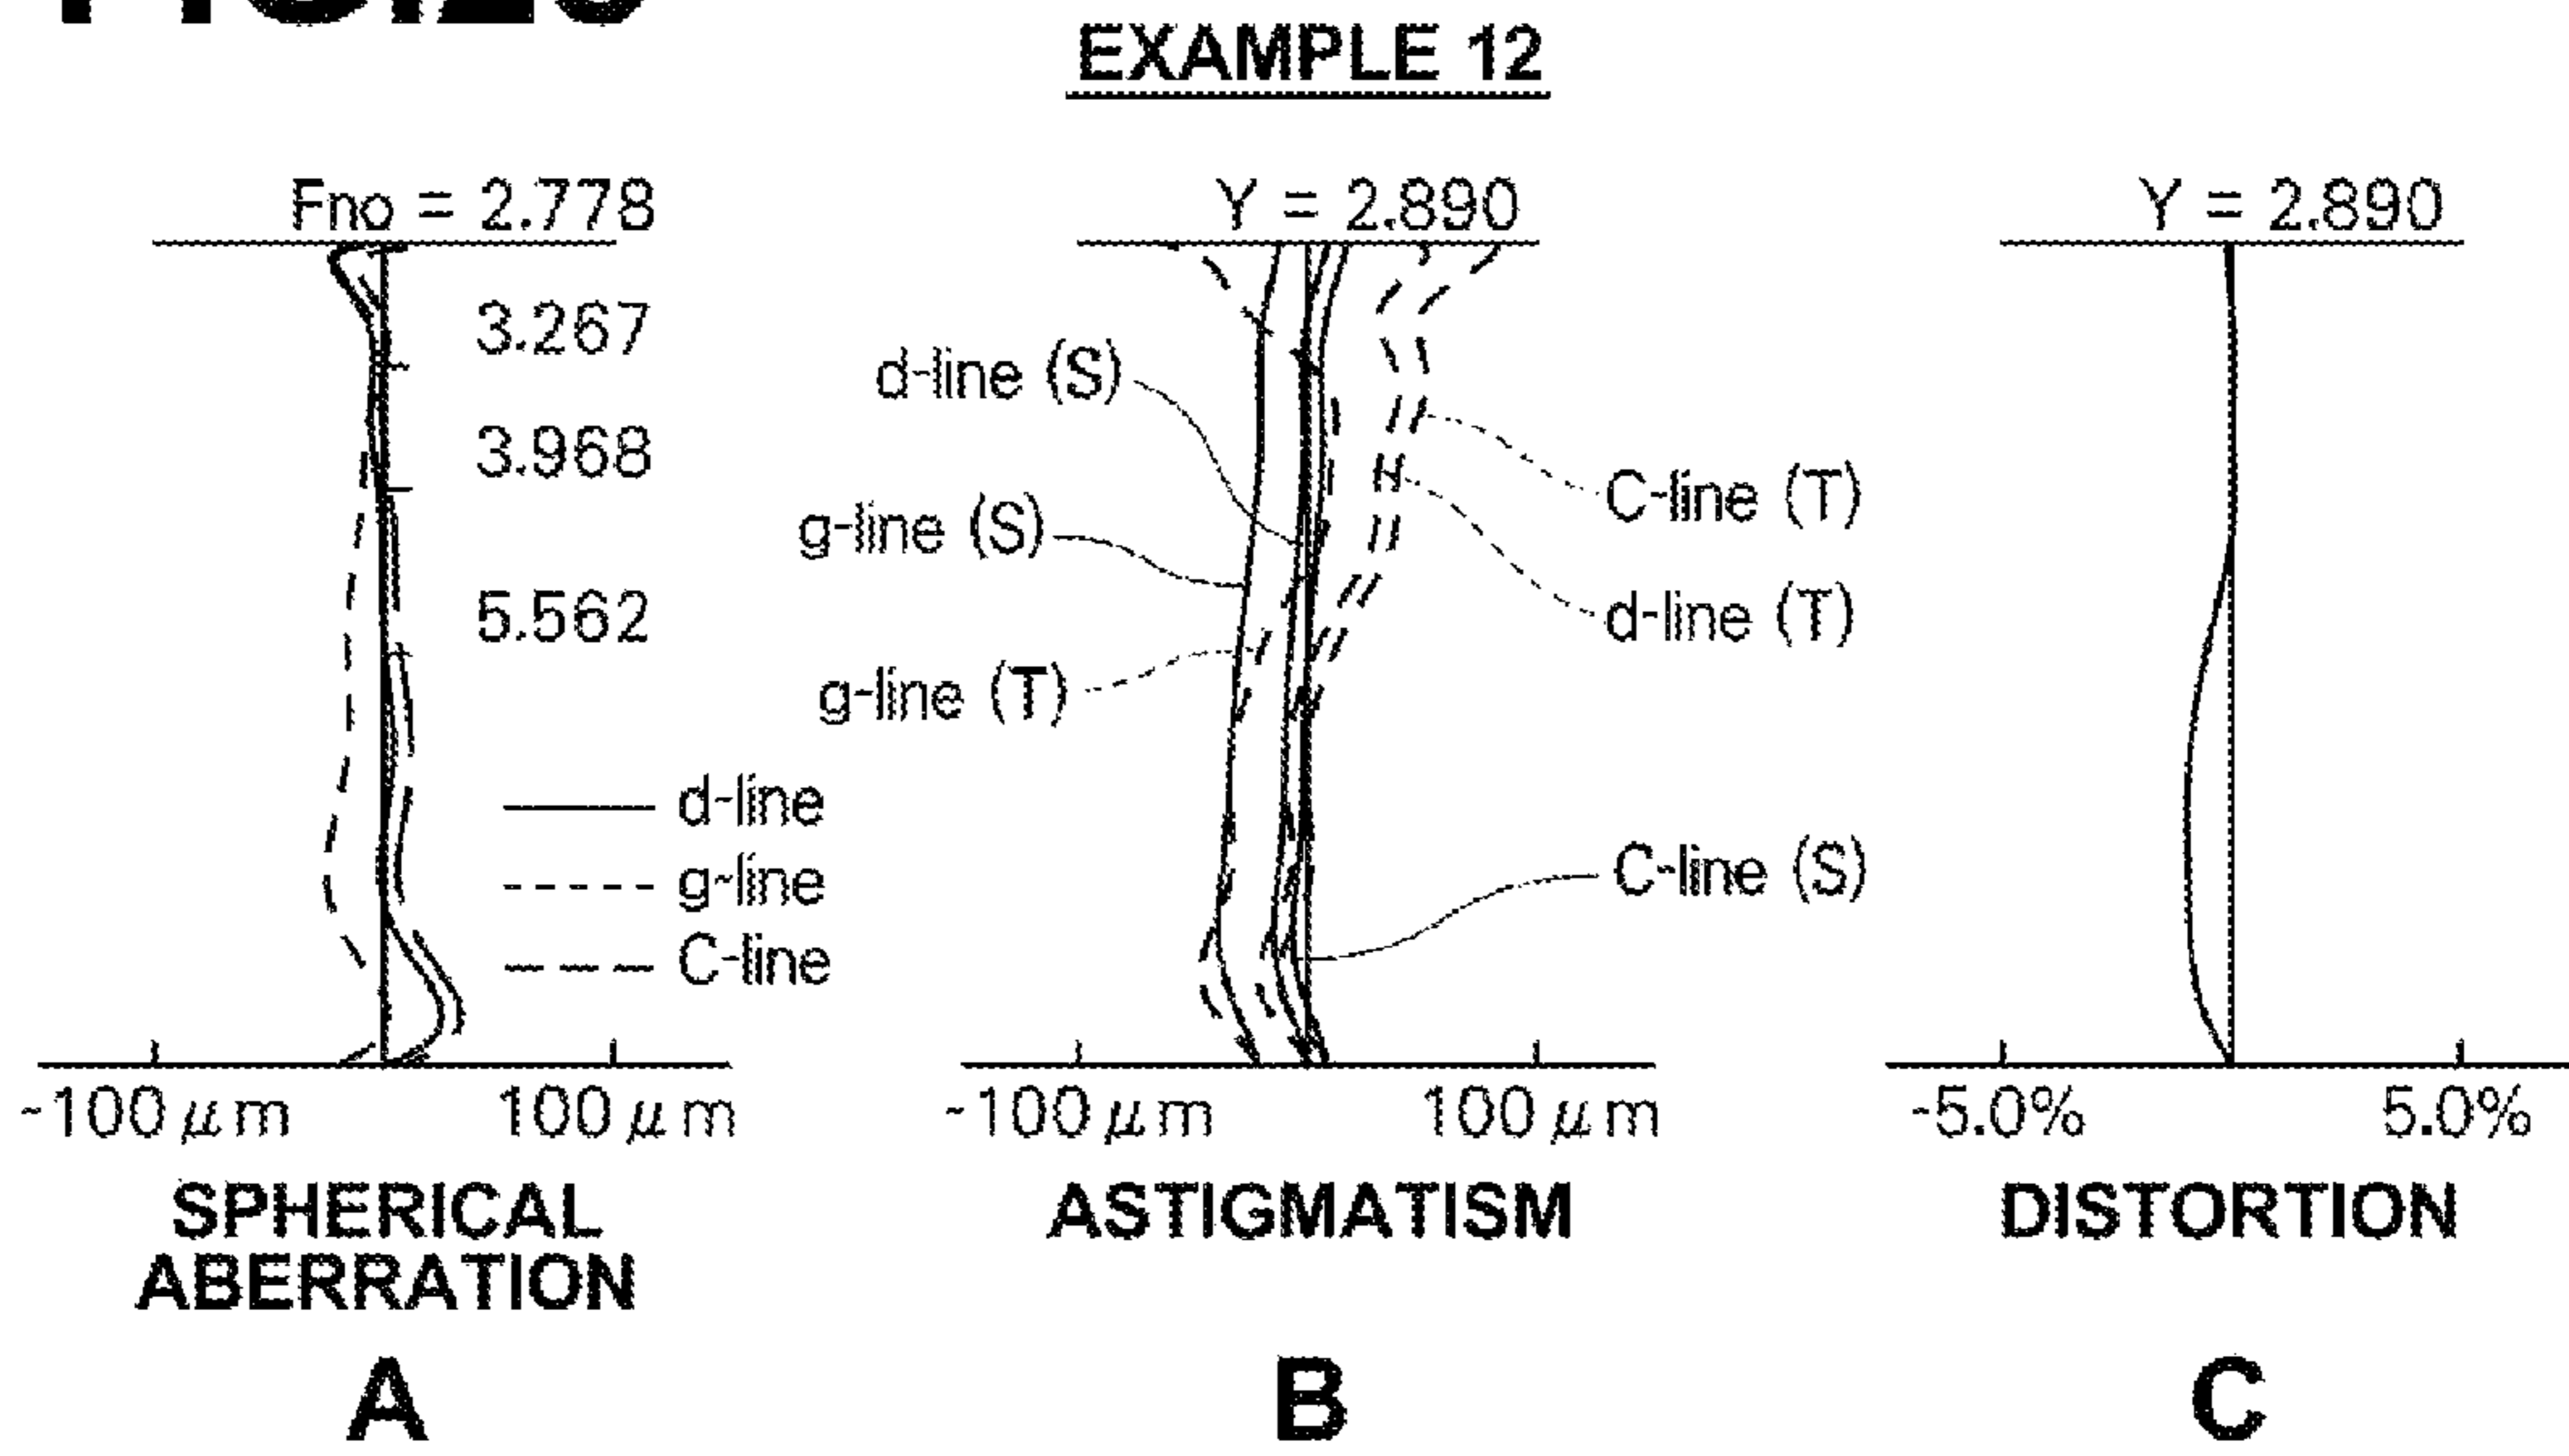 EXAMPLE 12
Fno = 2.778
3.267
3.968
5.562
d-line
g-line
C-line
-100 μm 100 μm
SPHERICAL
ABERRATION
A
Y = 2.890
d-line (S)
g-line (S)
g-line (T)
C-line (T)
d-line (T)
C-line (S)
-100 μm 100 μm
ASTIGMATISM
B
Y = 2.890
-5.0% 5.0%
DISTORTION
C